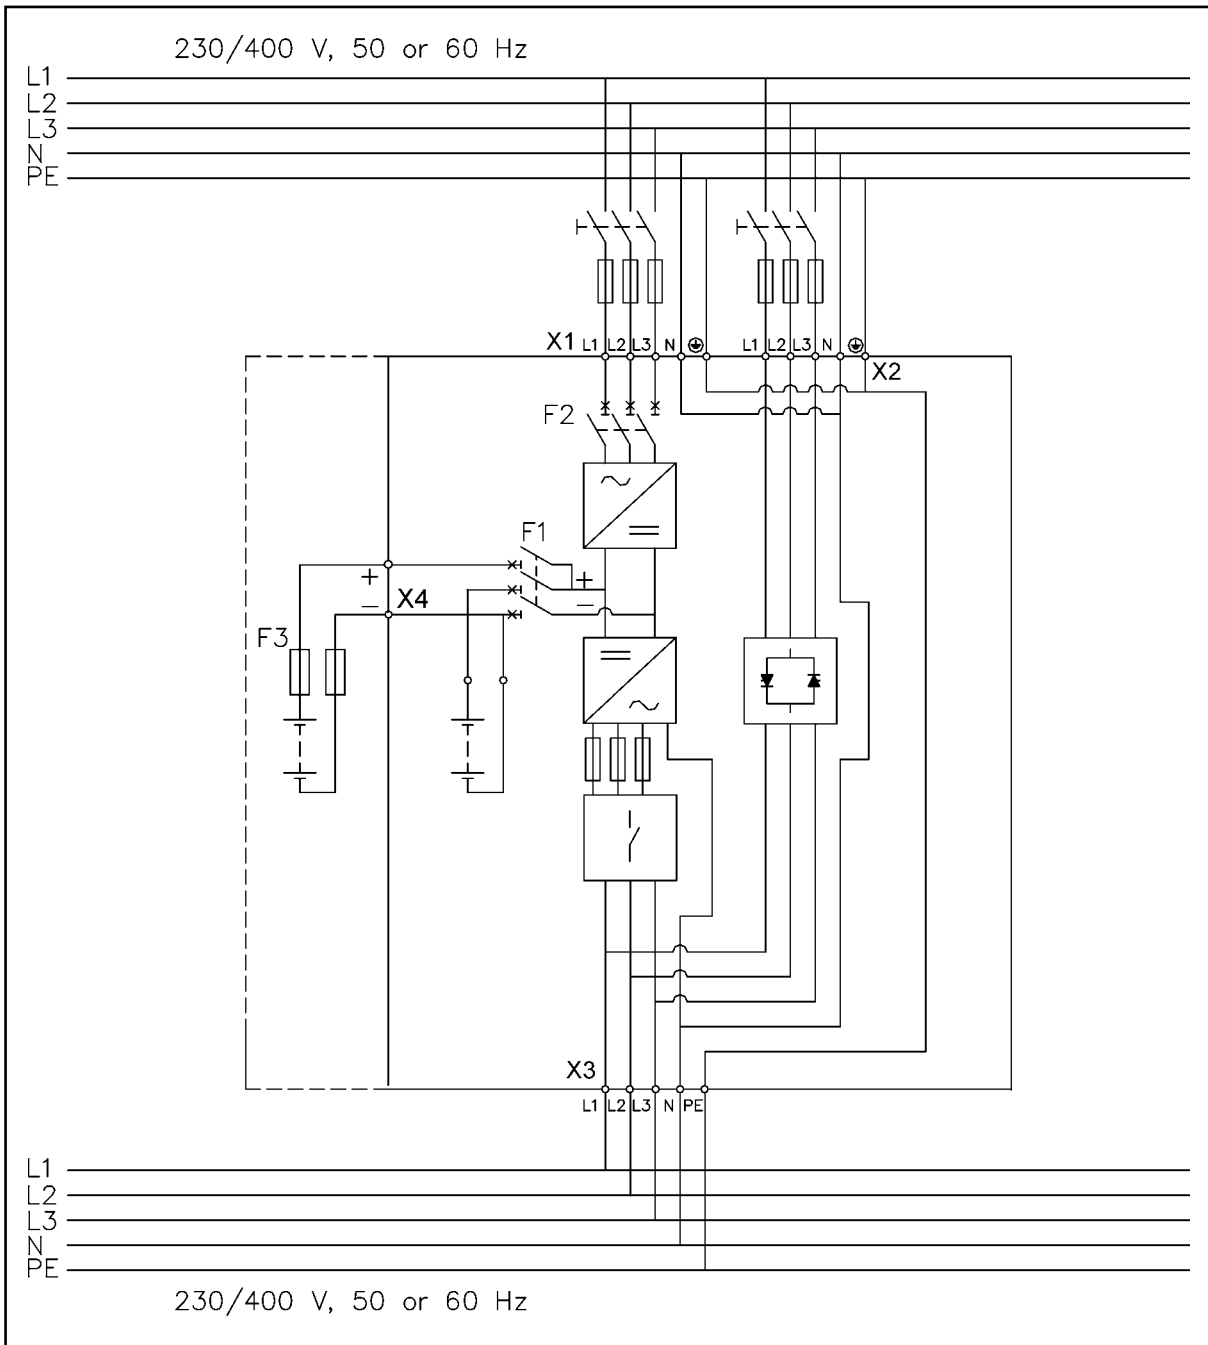 230/400 V, 50 or 60 Hz
L1
L2
L3
N
PE
X1 L1 L2 L3 N L1 L2 L3 N
X2
F2
F1
+
+
−
− X4
F3
X3
L1 L2 L3 N PE
L1
L2
L3
N
PE
230/400 V, 50 or 60 Hz